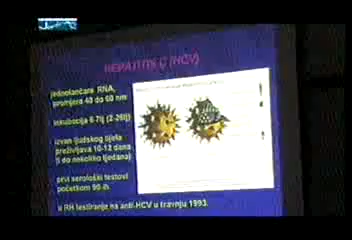 HEPATITIS C (HCV)
jednolančana RNA,
promjera 40 do 60 nm
inkubacija 6-7tj (2-26tj)
izvan ljudskog tijela
preživljava 10-12 dana
(i do nekoliko tjedana)
prvi serološki testovi
početkom 90-ih
u RH testiranje na anti-HCV u travnju 1993.